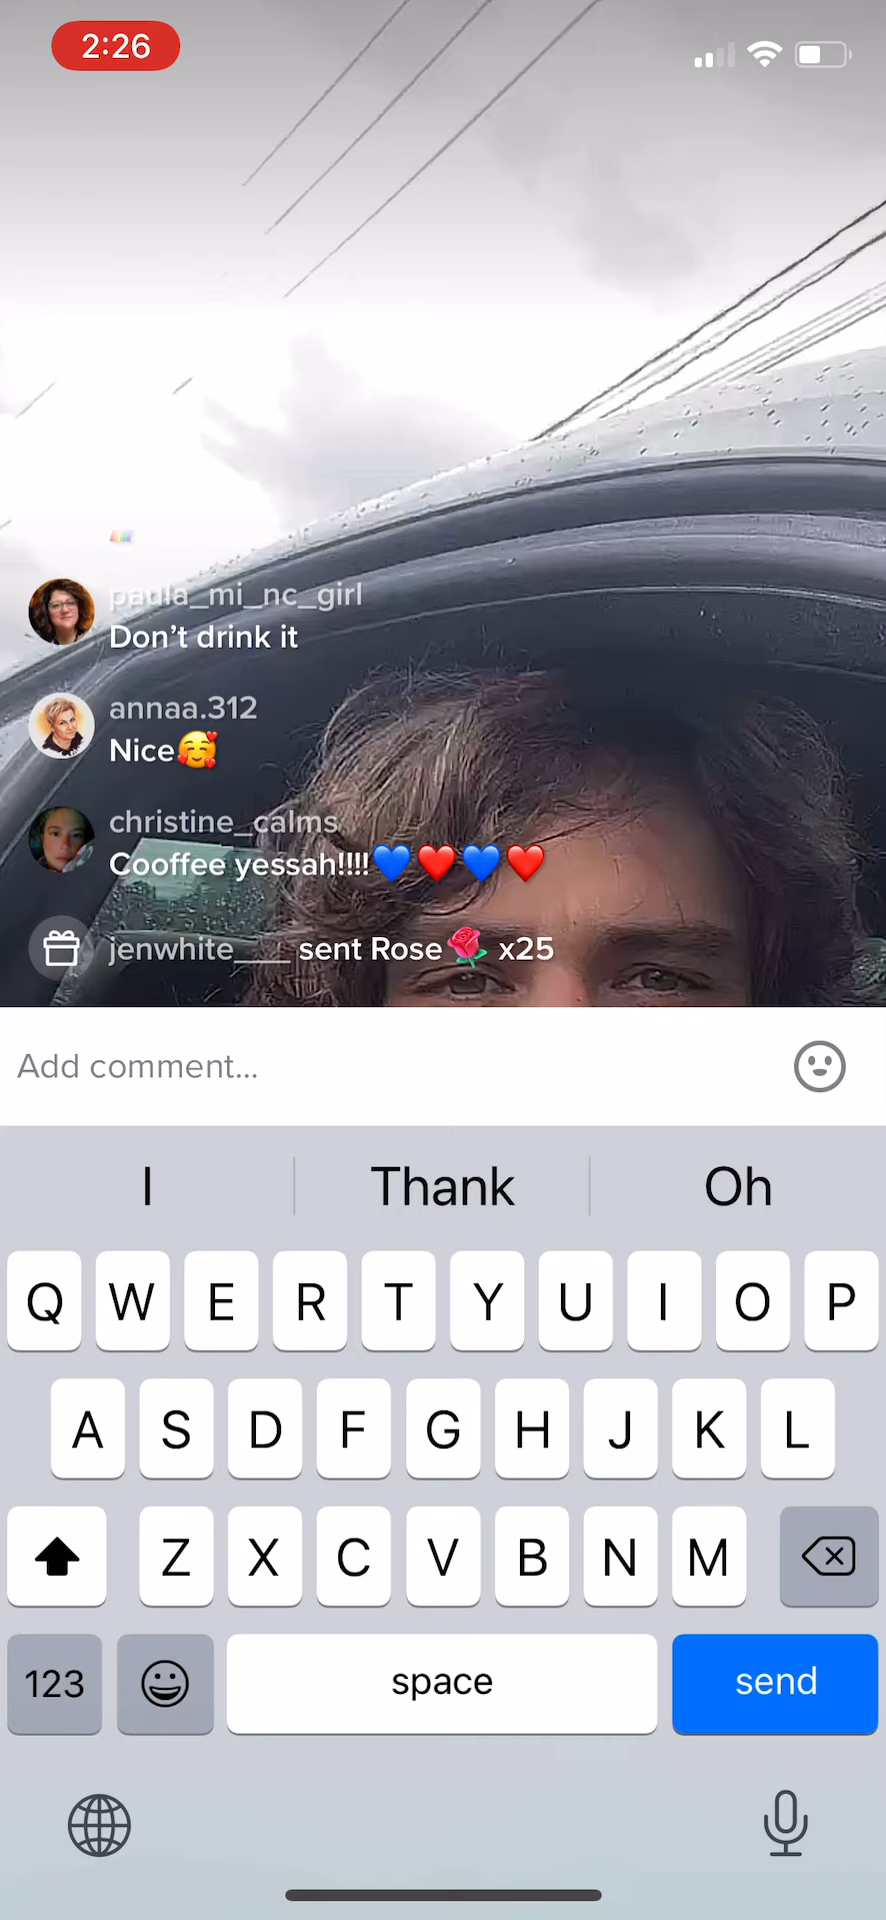 2:26
paula_mi_nc_girl
Don't drink it
annaa.312
Nice🥰
christine_calms
Cooffee yessah!!!!💙❤️💙❤️
jenwhite___ sent Rose🌹 x25
Add comment...
I Thank Oh
Q W E R T Y U I O P
A S D F G H J K L
Z X C V B N M
123 space send